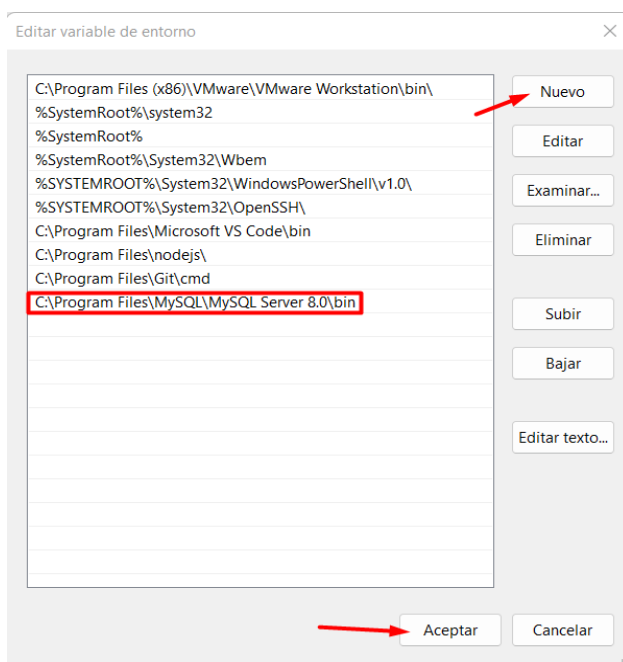 Editar variable de entorno
C:\Program Files (x86)\VMware\VMware Workstation\bin\
%SystemRoot%\system32
%SystemRoot%
%SystemRoot%\System32\Wbem
%SYSTEMROOT%\System32\WindowsPowerShell\v1.0\
%SYSTEMROOT%\System32\OpenSSH\
C:\Program Files\Microsoft VS Code\bin
C:\Program Files\nodejs\
C:\Program Files\Git\cmd
C:\Program Files\MySQL\MySQL Server 8.0\bin
Nuevo
Editar
Examinar...
Eliminar
Subir
Bajar
Editar texto...
Aceptar
Cancelar